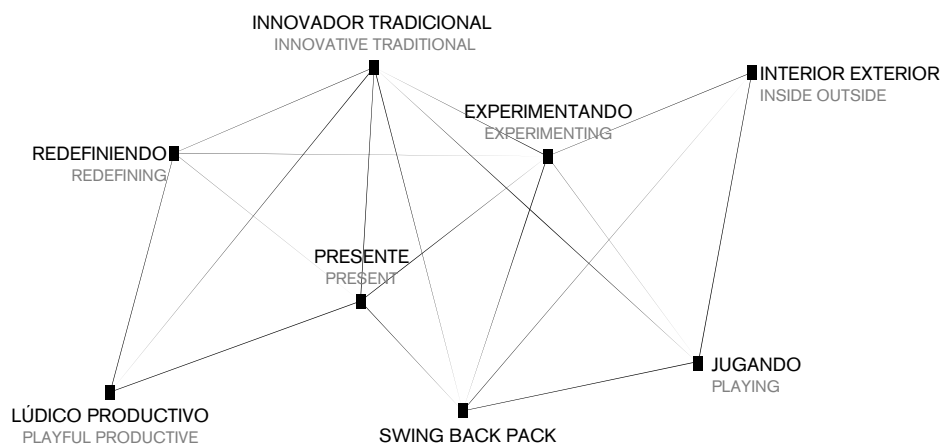 INNOVADOR TRADICIONAL
INNOVATIVE TRADITIONAL
INTERIOR EXTERIOR
INSIDE OUTSIDE
EXPERIMENTANDO
EXPERIMENTING
REDEFINIENDO
REDEFINING
PRESENTE
PRESENT
JUGANDO
PLAYING
LÚDICO PRODUCTIVO
PLAYFUL PRODUCTIVE
SWING BACK PACK